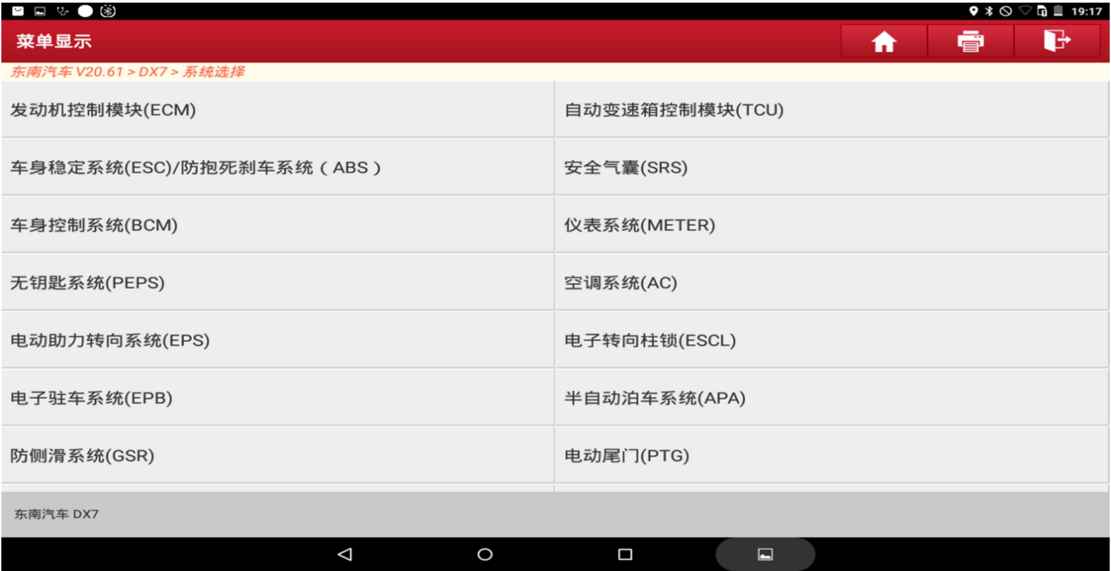 19:17
菜单显示
东南汽车 V20.61 > DX7 > 系统选择
发动机控制模块(ECM)
自动变速箱控制模块(TCU)
车身稳定系统(ESC)/防抱死刹车系统（ABS）
安全气囊(SRS)
车身控制系统(BCM)
仪表系统(METER)
无钥匙系统(PEPS)
空调系统(AC)
电动助力转向系统(EPS)
电子转向柱锁(ESCL)
电子驻车系统(EPB)
半自动泊车系统(APA)
防侧滑系统(GSR)
电动尾门(PTG)
东南汽车 DX7